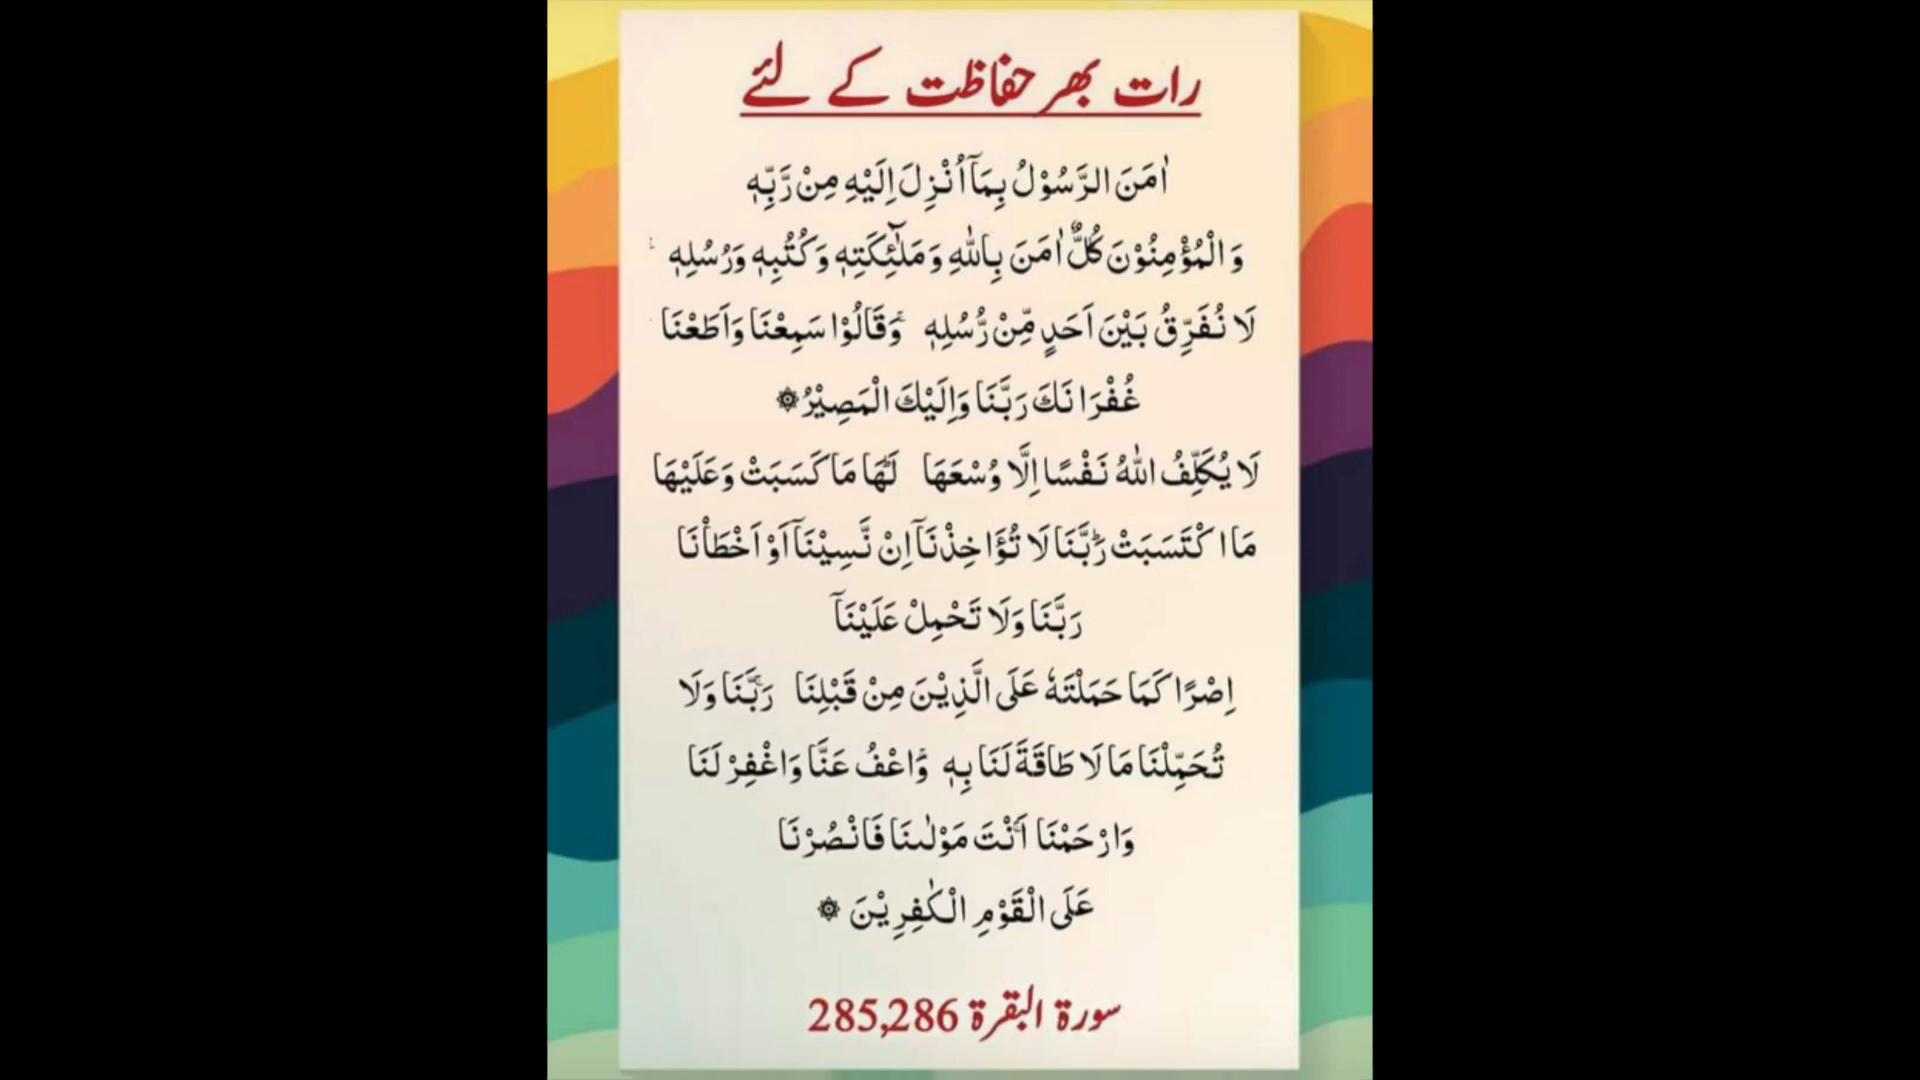 رات بھر حفاظت کے لئے
اٰمَنَ الرَّسُوْلُ بِمَاۤ اُنْزِلَ اِلَیْهِ مِنْ رَّبِّهٖ
وَ الْمُؤْمِنُوْنَ كُلٌّ اٰمَنَ بِاللّٰهِ وَ مَلٰٓئِكَتِهٖ وَ كُتُبِهٖ وَرُسُلِهٖ
لَا نُفَرِّقُ بَیْنَ اَحَدٍ مِّنْ رُّسُلِهٖ ۚ وَقَالُوْا سَمِعْنَا وَاَطَعْنَا
غُفْرَانَكَ رَبَّنَا وَاِلَیْكَ الْمَصِیْرُ ۞
لَا یُكَلِّفُ اللّٰهُ نَفْسًا اِلَّا وُسْعَهَا ؕ لَهَا مَا كَسَبَتْ وَعَلَیْهَا
مَا اكْتَسَبَتْ ؕ رَبَّنَا لَا تُؤَاخِذْنَاۤ اِنْ نَّسِیْنَاۤ اَوْ اَخْطَاْنَا
رَبَّنَا وَلَا تَحْمِلْ عَلَیْنَاۤ
اِصْرًا كَمَا حَمَلْتَهٗ عَلَی الَّذِیْنَ مِنْ قَبْلِنَا ۚ رَبَّنَا وَلَا
تُحَمِّلْنَا مَا لَا طَاقَةَ لَنَا بِهٖ ۚ وَاعْفُ عَنَّا وَاغْفِرْ لَنَا
وَارْحَمْنَا ۚ اَنْتَ مَوْلٰىنَا فَانْصُرْنَا
عَلَی الْقَوْمِ الْكٰفِرِیْنَ ۞
سورۃ البقرۃ 285,286